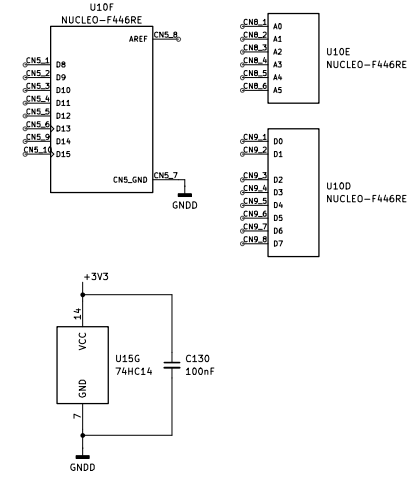 U10F
NUCLEO-F446RE
CN5_8
AREF
CN5_1 D8
CN5_2 D9
CN5_3 D10
CN5_4 D11
CN5_5 D12
CN5_6 D13
CN5_9 D14
CN5_10 D15
CN5_GND CN5_7
GNDD
CN8_1 A0
CN8_2 A1
CN8_3 A2
CN8_4 A3
CN8_5 A4
CN8_6 A5
U10E
NUCLEO-F446RE
CN9_1 D0
CN9_2 D1
CN9_3 D2
CN9_4 D3
CN9_5 D4
CN9_6 D5
CN9_7 D6
CN9_8 D7
U10D
NUCLEO-F446RE
+3V3
14
VCC
GND
7
U15G
74HC14
C130
100nF
GNDD